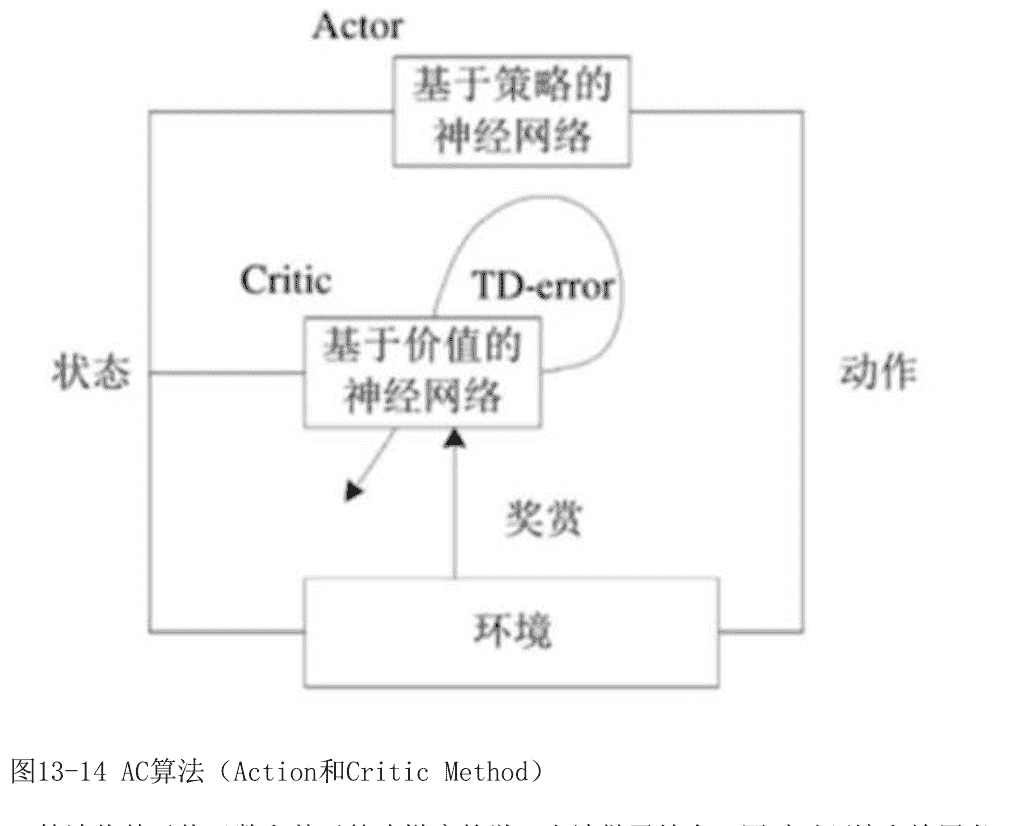 Actor
基于策略的
神经网络
Critic
TD-error
基于价值的
神经网络
状态
动作
奖赏
环境
图13-14 AC算法（Action和Critic Method）